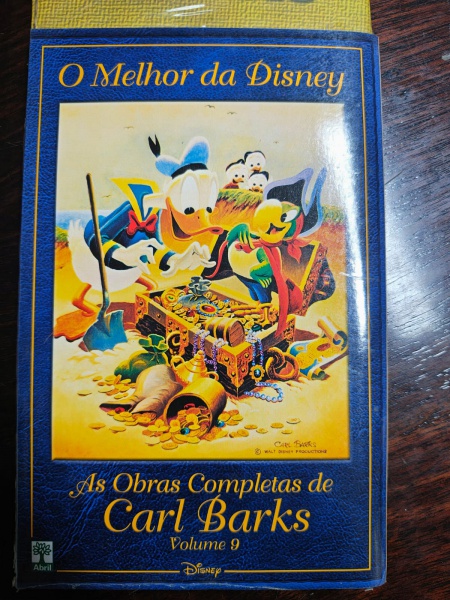 O Melhor da Disney
CARL BARKS
© WALT DISNEY PRODUCTIONS
As Obras Completas de
Carl Barks
Volume 9
Abril
Disney